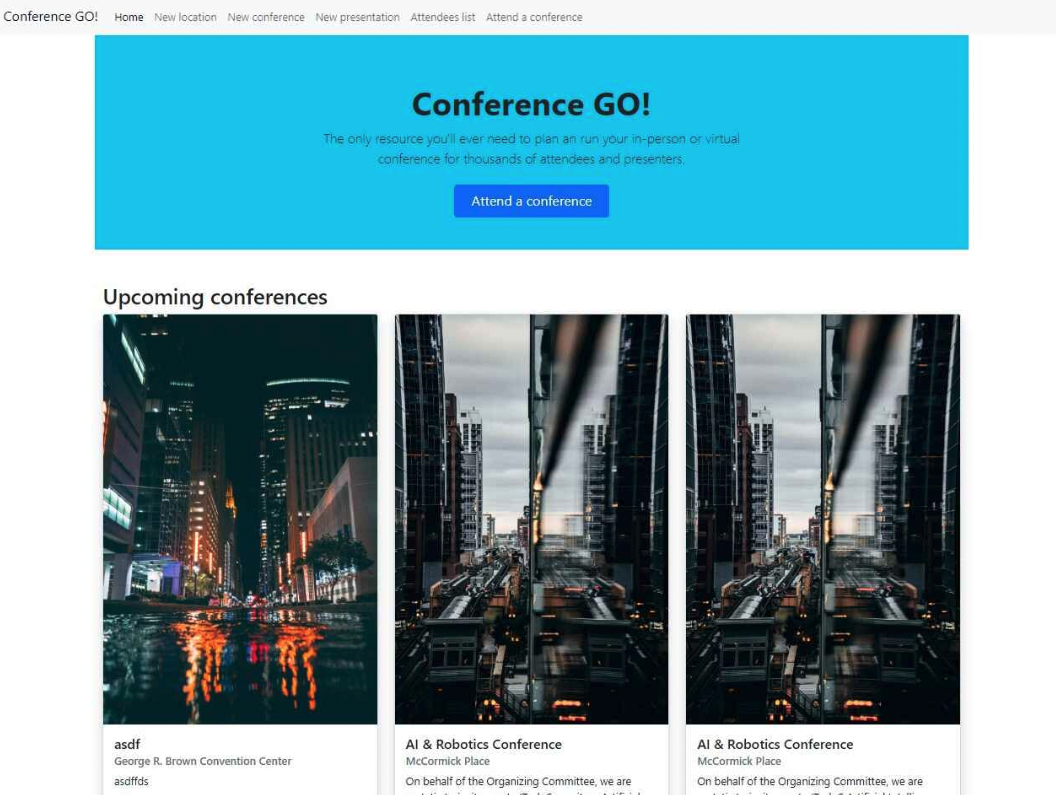 Conference GO! Home New location New conference New presentation Attendees list Attend a conference
Conference GO!
The only resource you'll ever need to plan an run your in-person or virtual
conference for thousands of attendees and presenters.
Attend a conference
Upcoming conferences
asdf
George R. Brown Convention Center
asdffds
AI & Robotics Conference
McCormick Place
On behalf of the Organizing Committee, we are
AI & Robotics Conference
McCormick Place
On behalf of the Organizing Committee, we are